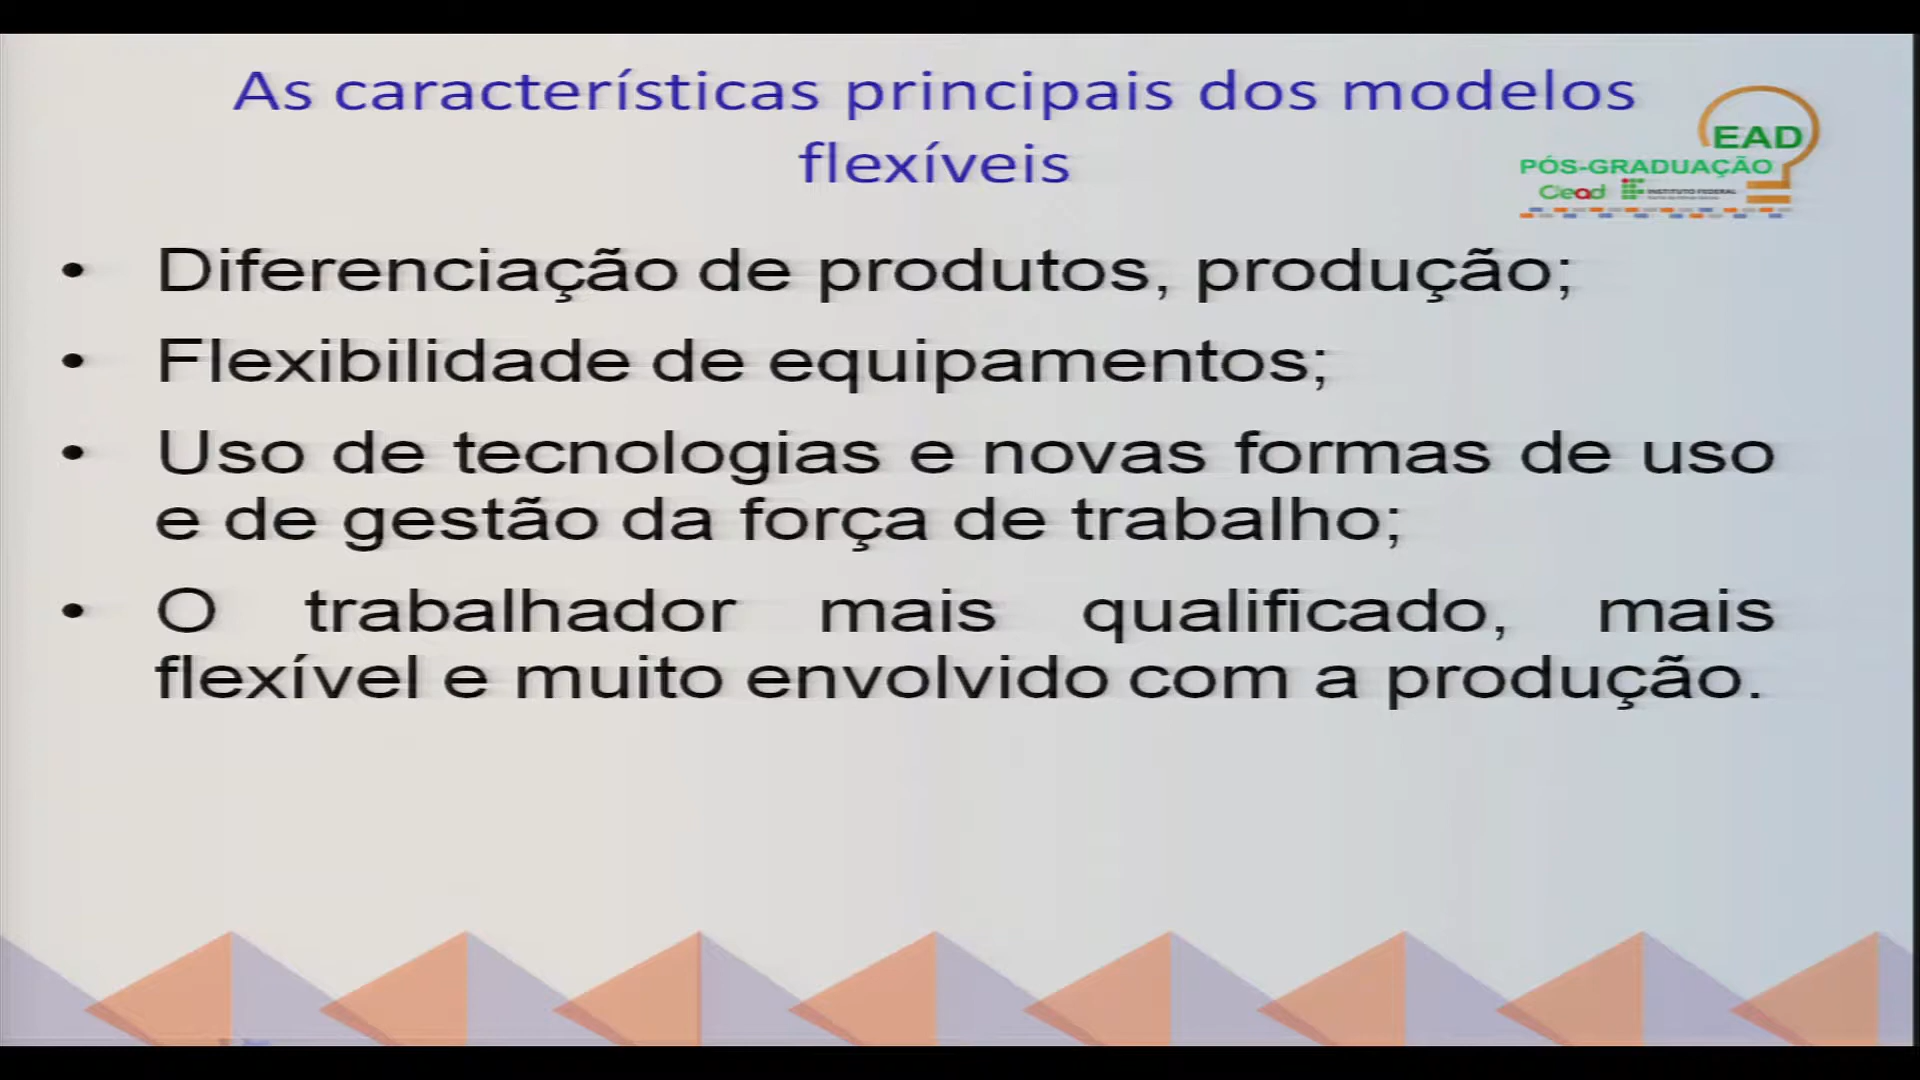 As características principais dos modelos
flexíveis
EAD
PÓS-GRADUAÇÃO
Cead
INSTITUTO FEDERAL
• Diferenciação de produtos, produção;
• Flexibilidade de equipamentos;
• Uso de tecnologias e novas formas de uso
e de gestão da força de trabalho;
• O trabalhador mais qualificado, mais
flexível e muito envolvido com a produção.